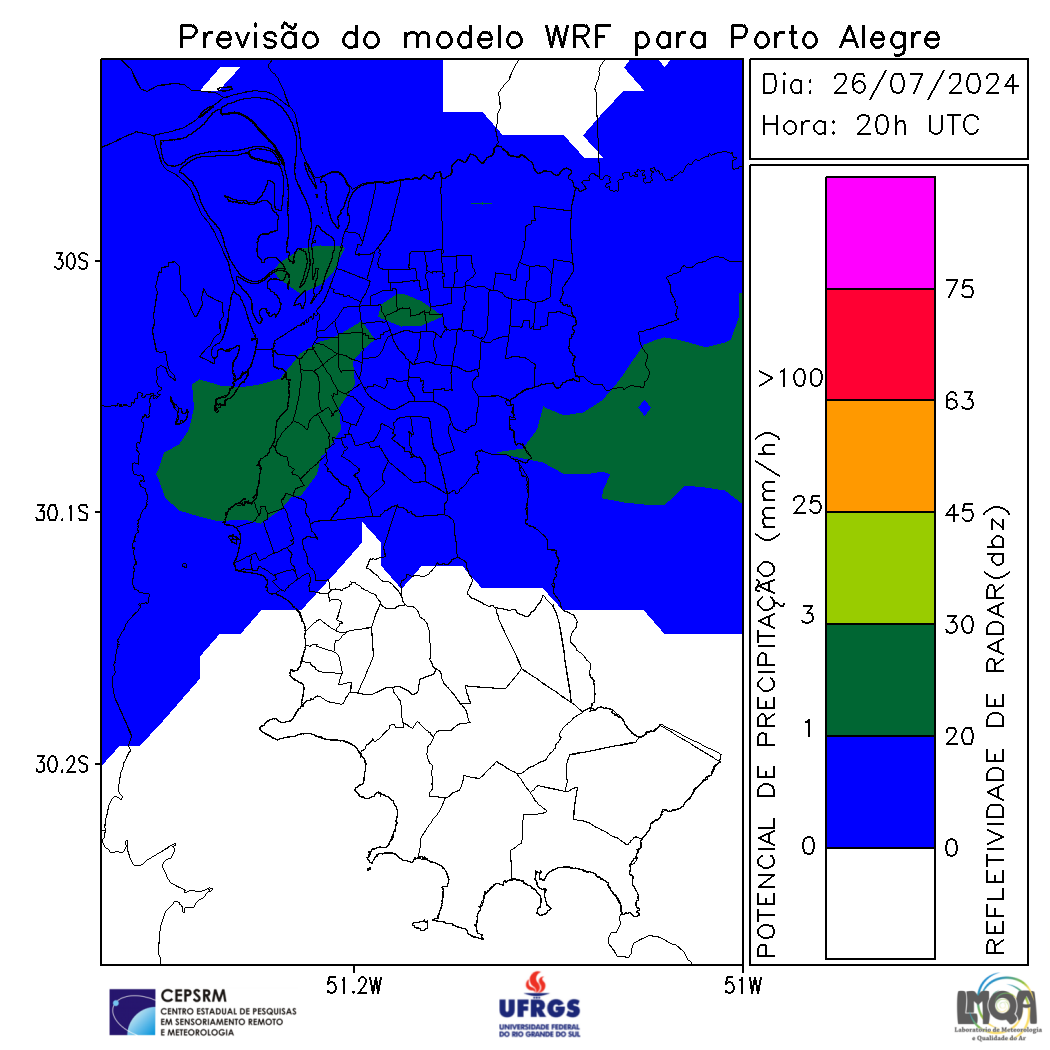 Previsão do modelo WRF para Porto Alegre
Dia: 26/07/2024
Hora: 20h UTC
30S
30.1S
30.2S
51.2W
51W
POTENCIAL DE PRECIPITAÇÃO (mm/h)
>100
25
3
1
0
75
63
45
30
20
0
REFLETIVIDADE DE RADAR(dbz)
CEPSRM
CENTRO ESTADUAL DE PESQUISAS
EM SENSORIAMENTO REMOTO
E METEOROLOGIA
UFRGS
UNIVERSIDADE FEDERAL
DO RIO GRANDE DO SUL
LMQA
Laboratório de Meteorologia
e Qualidade do Ar